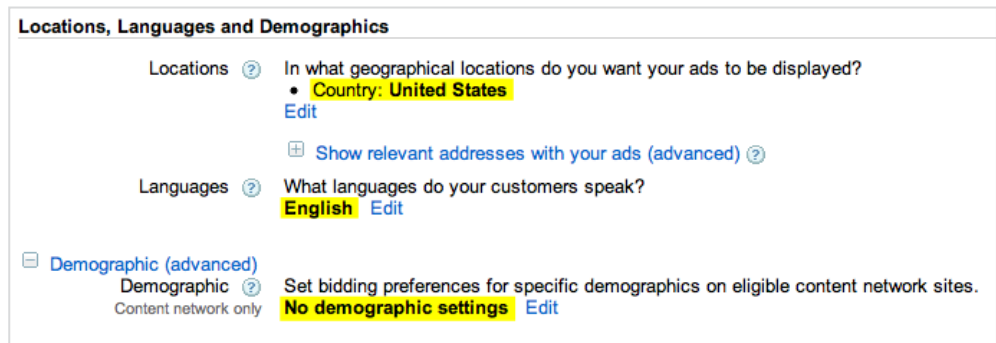 Locations, Languages and Demographics
Locations ? In what geographical locations do you want your ads to be displayed?
• Country: United States
Edit
+ Show relevant addresses with your ads (advanced) ?
Languages ? What languages do your customers speak?
English Edit
− Demographic (advanced)
Demographic ? Set bidding preferences for specific demographics on eligible content network sites.
Content network only No demographic settings Edit